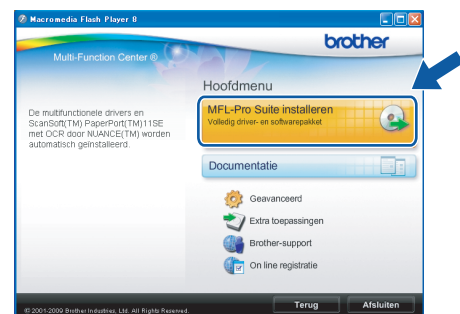 Macromedia Flash Player 8
brother
Multi-Function Center ®
Hoofdmenu
De multifunctionele drivers en
ScanSoft(TM) PaperPort(TM)11SE
met OCR door NUANCE(TM) worden
automatisch geïnstalleerd.
MFL-Pro Suite installeren
Volledig driver- en softwarepakket
Documentatie
Geavanceerd
Extra toepassingen
Brother-support
On line registratie
© 2001-2009 Brother Industries, Ltd. All Rights Reserved.
Terug
Afsluiten